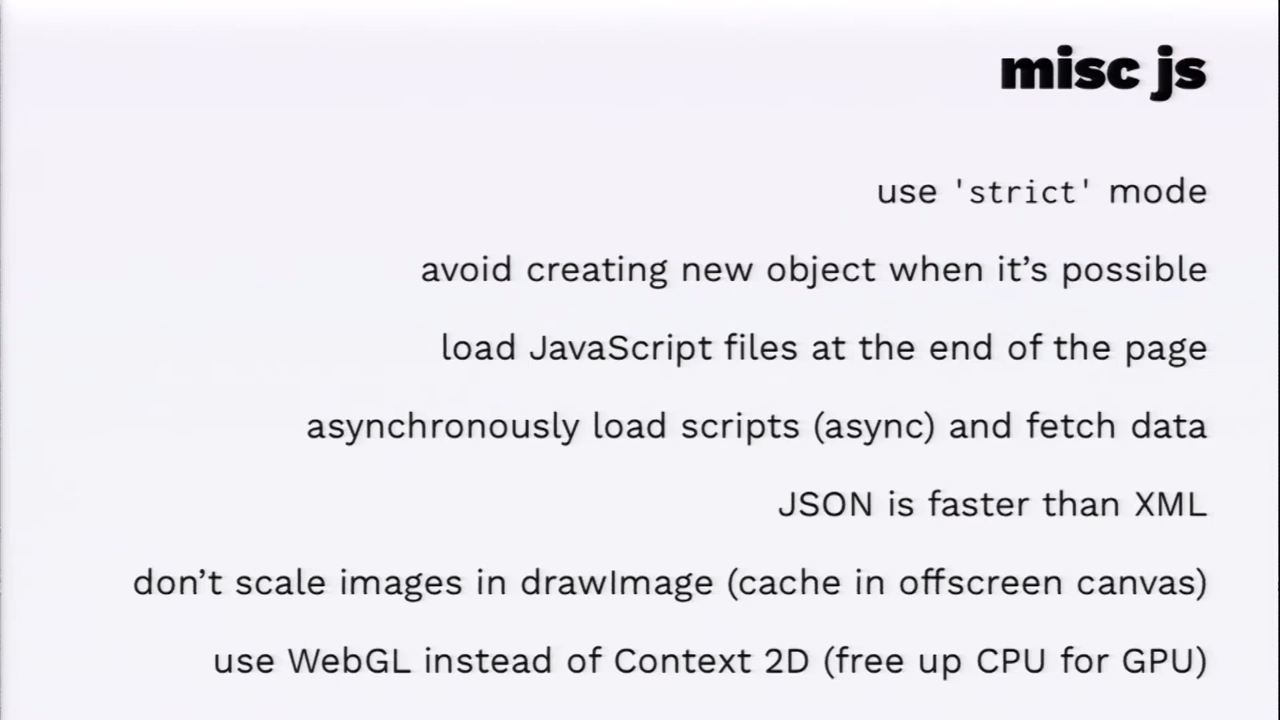 misc js
use 'strict' mode
avoid creating new object when it’s possible
load JavaScript files at the end of the page
asynchronously load scripts (async) and fetch data
JSON is faster than XML
don’t scale images in drawImage (cache in offscreen canvas)
use WebGL instead of Context 2D (free up CPU for GPU)